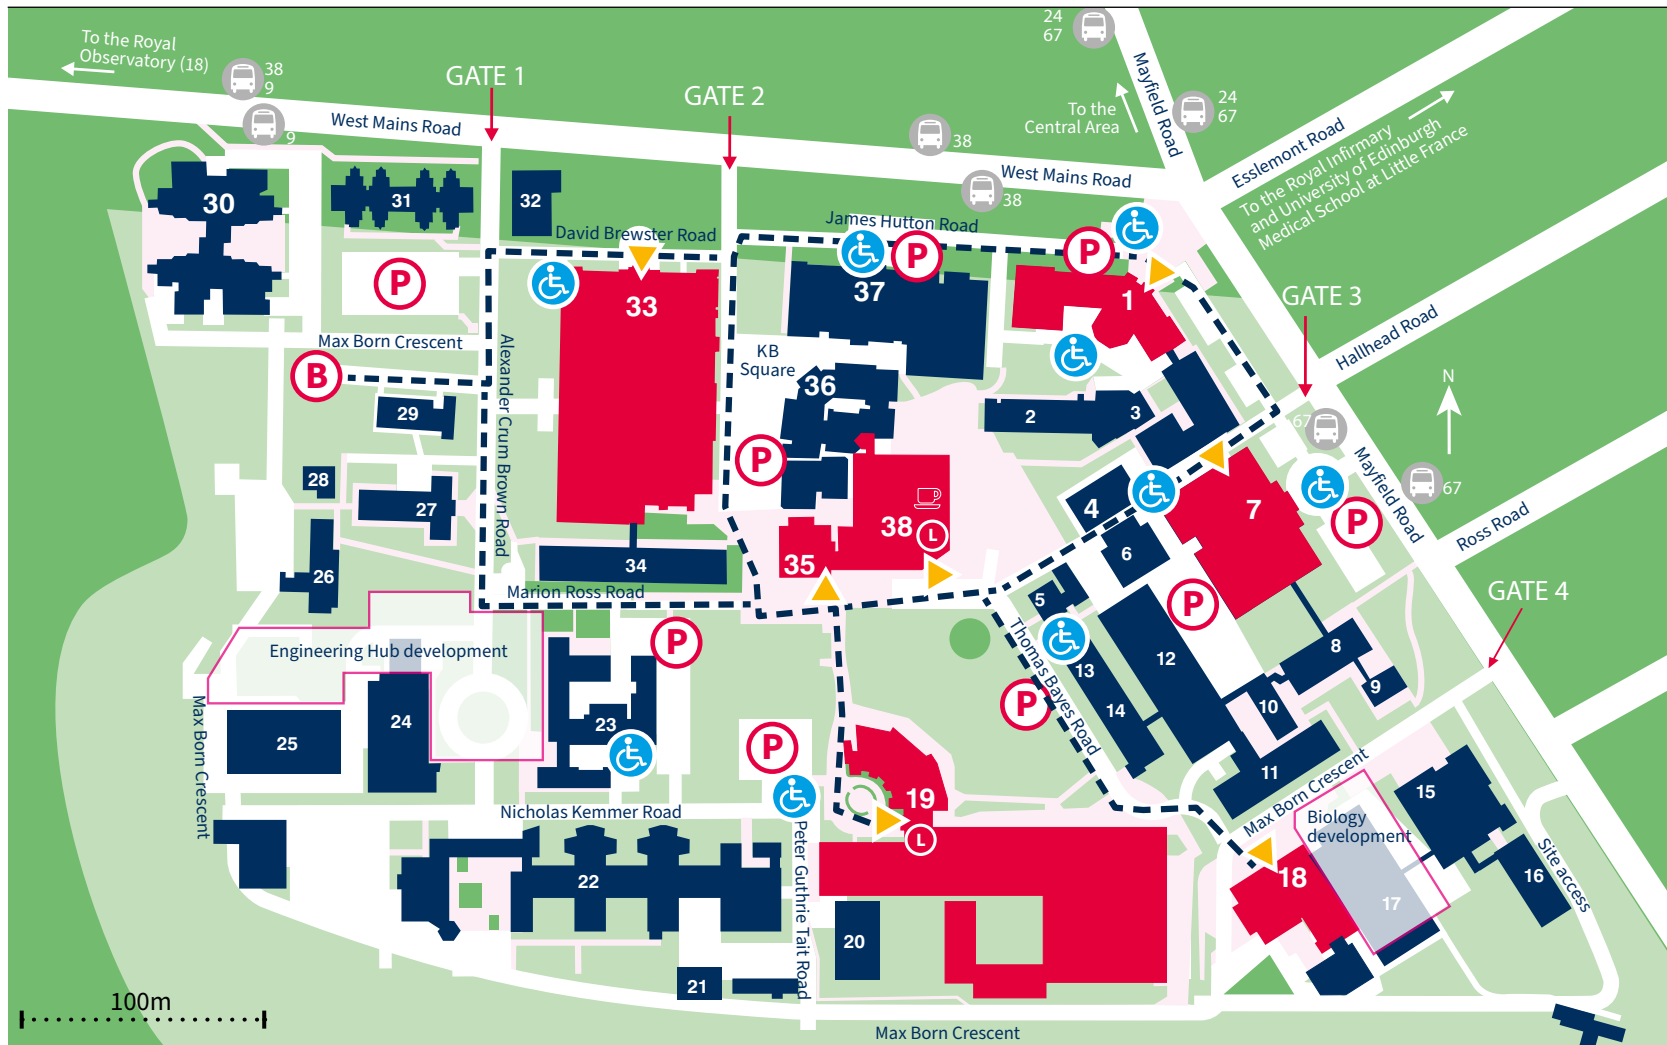 To the Royal
Observatory (18)
38
9
9
GATE 1
GATE 2
West Mains Road
38
38
West Mains Road
24
67
24
67
Mayfield Road
To the
Central Area
Esslemont Road
To the Royal Infirmary
and University of Edinburgh
Medical School at Little France
30
31
32
David Brewster Road
James Hutton Road
P
P
P
33
37
1
GATE 3
Hallhead Road
Max Born Crescent
B
Alexander Crum Brown Road
KB
Square
36
29
2
3
N
67
Mayfield Road
67
P
28
27
4
7
P
38
L
35
Ross Road
26
34
6
Marion Ross Road
5
P
GATE 4
Engineering Hub development
P
Thomas Bayes Road
13
12
8
9
Max Born Crescent
25
24
23
P
P
14
10
11
Max Born Crescent
Nicholas Kemmer Road
19
L
Peter Guthrie Tait Road
Biology
development
15
Site access
22
18
17
16
20
21
100m
Max Born Crescent